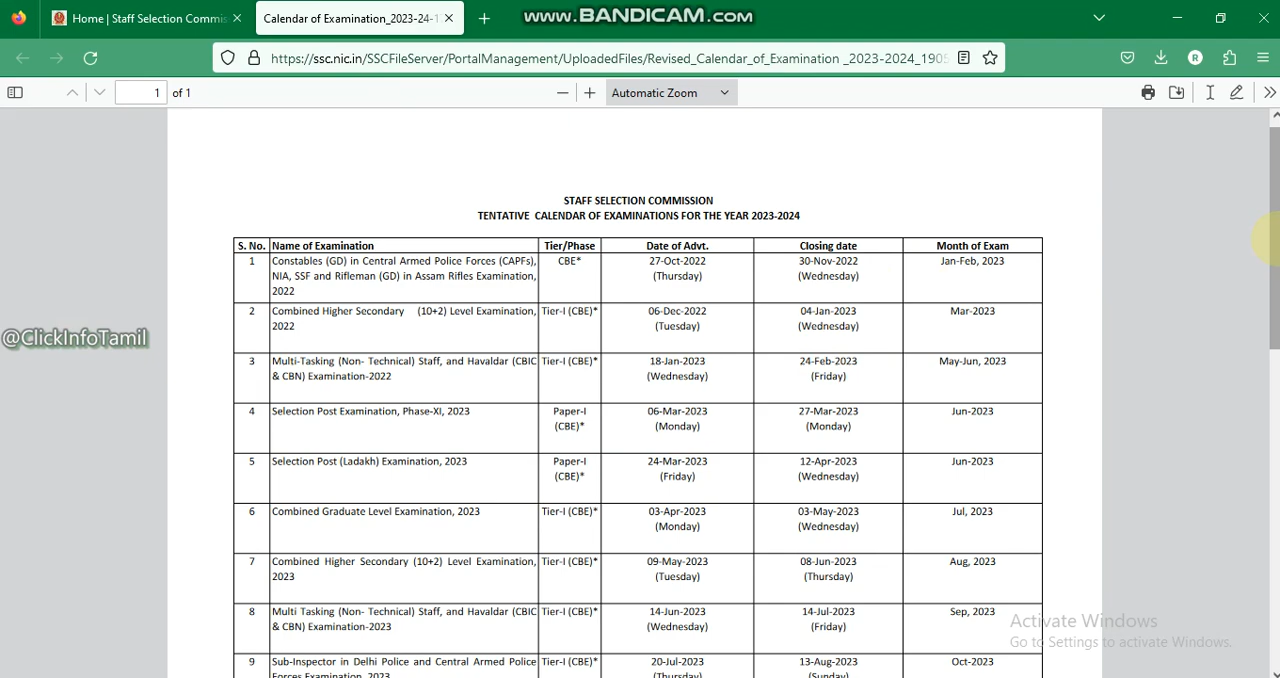 Home | Staff Selection Commis
Calendar of Examination_2023-24-1
www.BANDICAM.com
https://ssc.nic.in/SSCFileServer/PortalManagement/UploadedFiles/Revised_Calendar_of_Examination _2023-2024_1905
R
1 of 1
Automatic Zoom
STAFF SELECTION COMMISSION
TENTATIVE CALENDAR OF EXAMINATIONS FOR THE YEAR 2023-2024
S. No. Name of Examination Tier/Phase Date of Advt. Closing date Month of Exam
1 Constables (GD) in Central Armed Police Forces (CAPFs), CBE* 27-Oct-2022 30-Nov-2022 Jan-Feb, 2023
NIA, SSF and Rifleman (GD) in Assam Rifles Examination, (Thursday) (Wednesday)
2022
2 Combined Higher Secondary (10+2) Level Examination, Tier-I (CBE)* 06-Dec-2022 04-Jan-2023 Mar-2023
2022 (Tuesday) (Wednesday)
@ClickInfoTamil
3 Multi-Tasking (Non- Technical) Staff, and Havaldar (CBIC Tier-I (CBE)* 18-Jan-2023 24-Feb-2023 May-Jun, 2023
& CBN) Examination-2022 (Wednesday) (Friday)
4 Selection Post Examination, Phase-XI, 2023 Paper-I 06-Mar-2023 27-Mar-2023 Jun-2023
(CBE)* (Monday) (Monday)
5 Selection Post (Ladakh) Examination, 2023 Paper-I 24-Mar-2023 12-Apr-2023 Jun-2023
(CBE)* (Friday) (Wednesday)
6 Combined Graduate Level Examination, 2023 Tier-I (CBE)* 03-Apr-2023 03-May-2023 Jul, 2023
(Monday) (Wednesday)
7 Combined Higher Secondary (10+2) Level Examination, Tier-I (CBE)* 09-May-2023 08-Jun-2023 Aug, 2023
2023 (Tuesday) (Thursday)
8 Multi Tasking (Non- Technical) Staff, and Havaldar (CBIC Tier-I (CBE)* 14-Jun-2023 14-Jul-2023 Sep, 2023
& CBN) Examination-2023 (Wednesday) (Friday)
Activate Windows
Go to Settings to activate Windows.
9 Sub-Inspector in Delhi Police and Central Armed Police Tier-I (CBE)* 20-Jul-2023 13-Aug-2023 Oct-2023
Forces Examination, 2023 (Thursday) (Sunday)